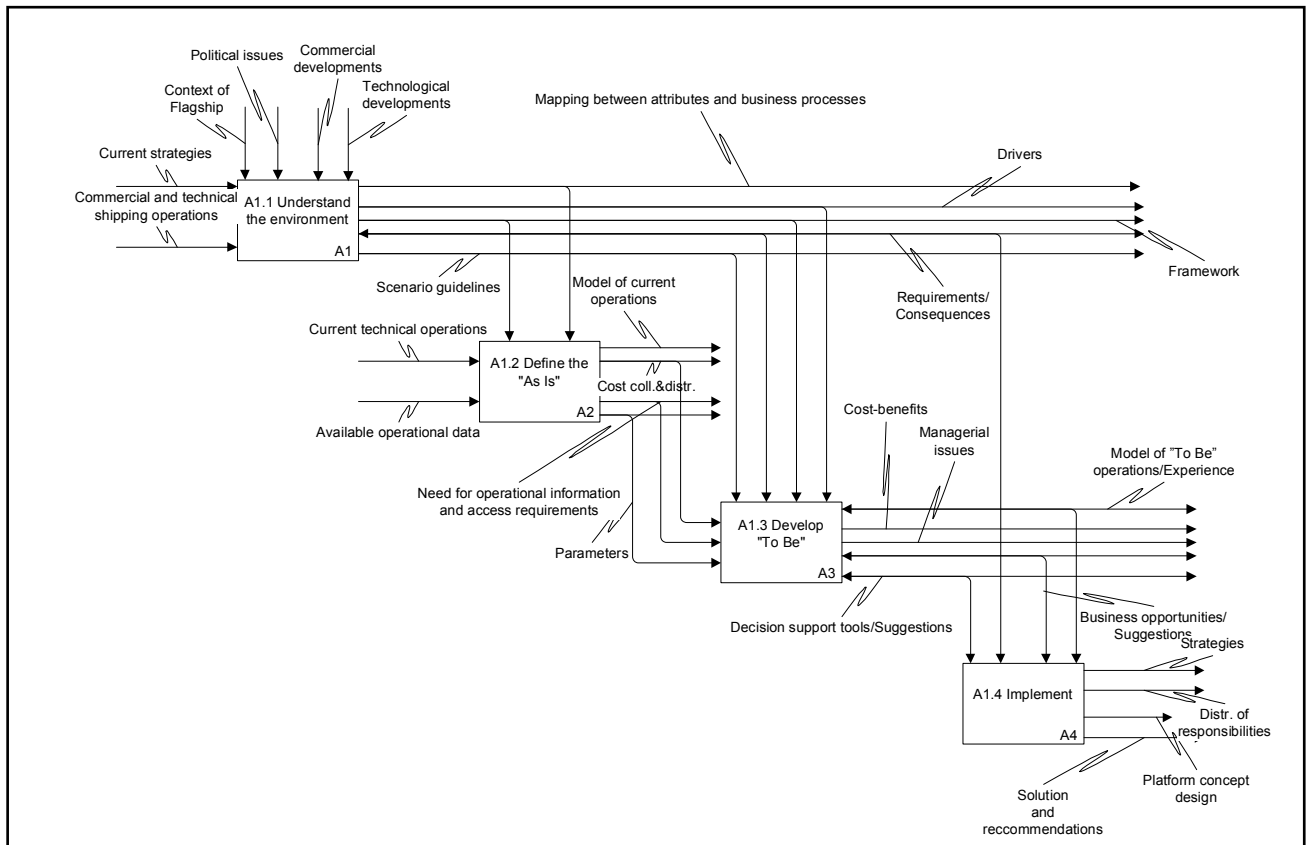 Political issues
Commercial
developments
Context of
Flagship
Technological
developments
Mapping between attributes and business processes
Current strategies
Drivers
Commercial and technical
shipping operations
A1.1 Understand
the environment
A1
Framework
Scenario guidelines
Model of current
operations
Requirements/
Consequences
Current technical operations
A1.2 Define the
"As Is"
A2
Cost coll.&distr.
Available operational data
Cost-benefits
Managerial
issues
Model of ”To Be”
operations/Experience
Need for operational information
and access requirements
A1.3 Develop
"To Be"
A3
Parameters
Decision support tools/Suggestions
Business opportunities/
Suggestions
Strategies
A1.4 Implement
A4
Distr. of
responsibilities
Platform concept
design
Solution
and
reccommendations